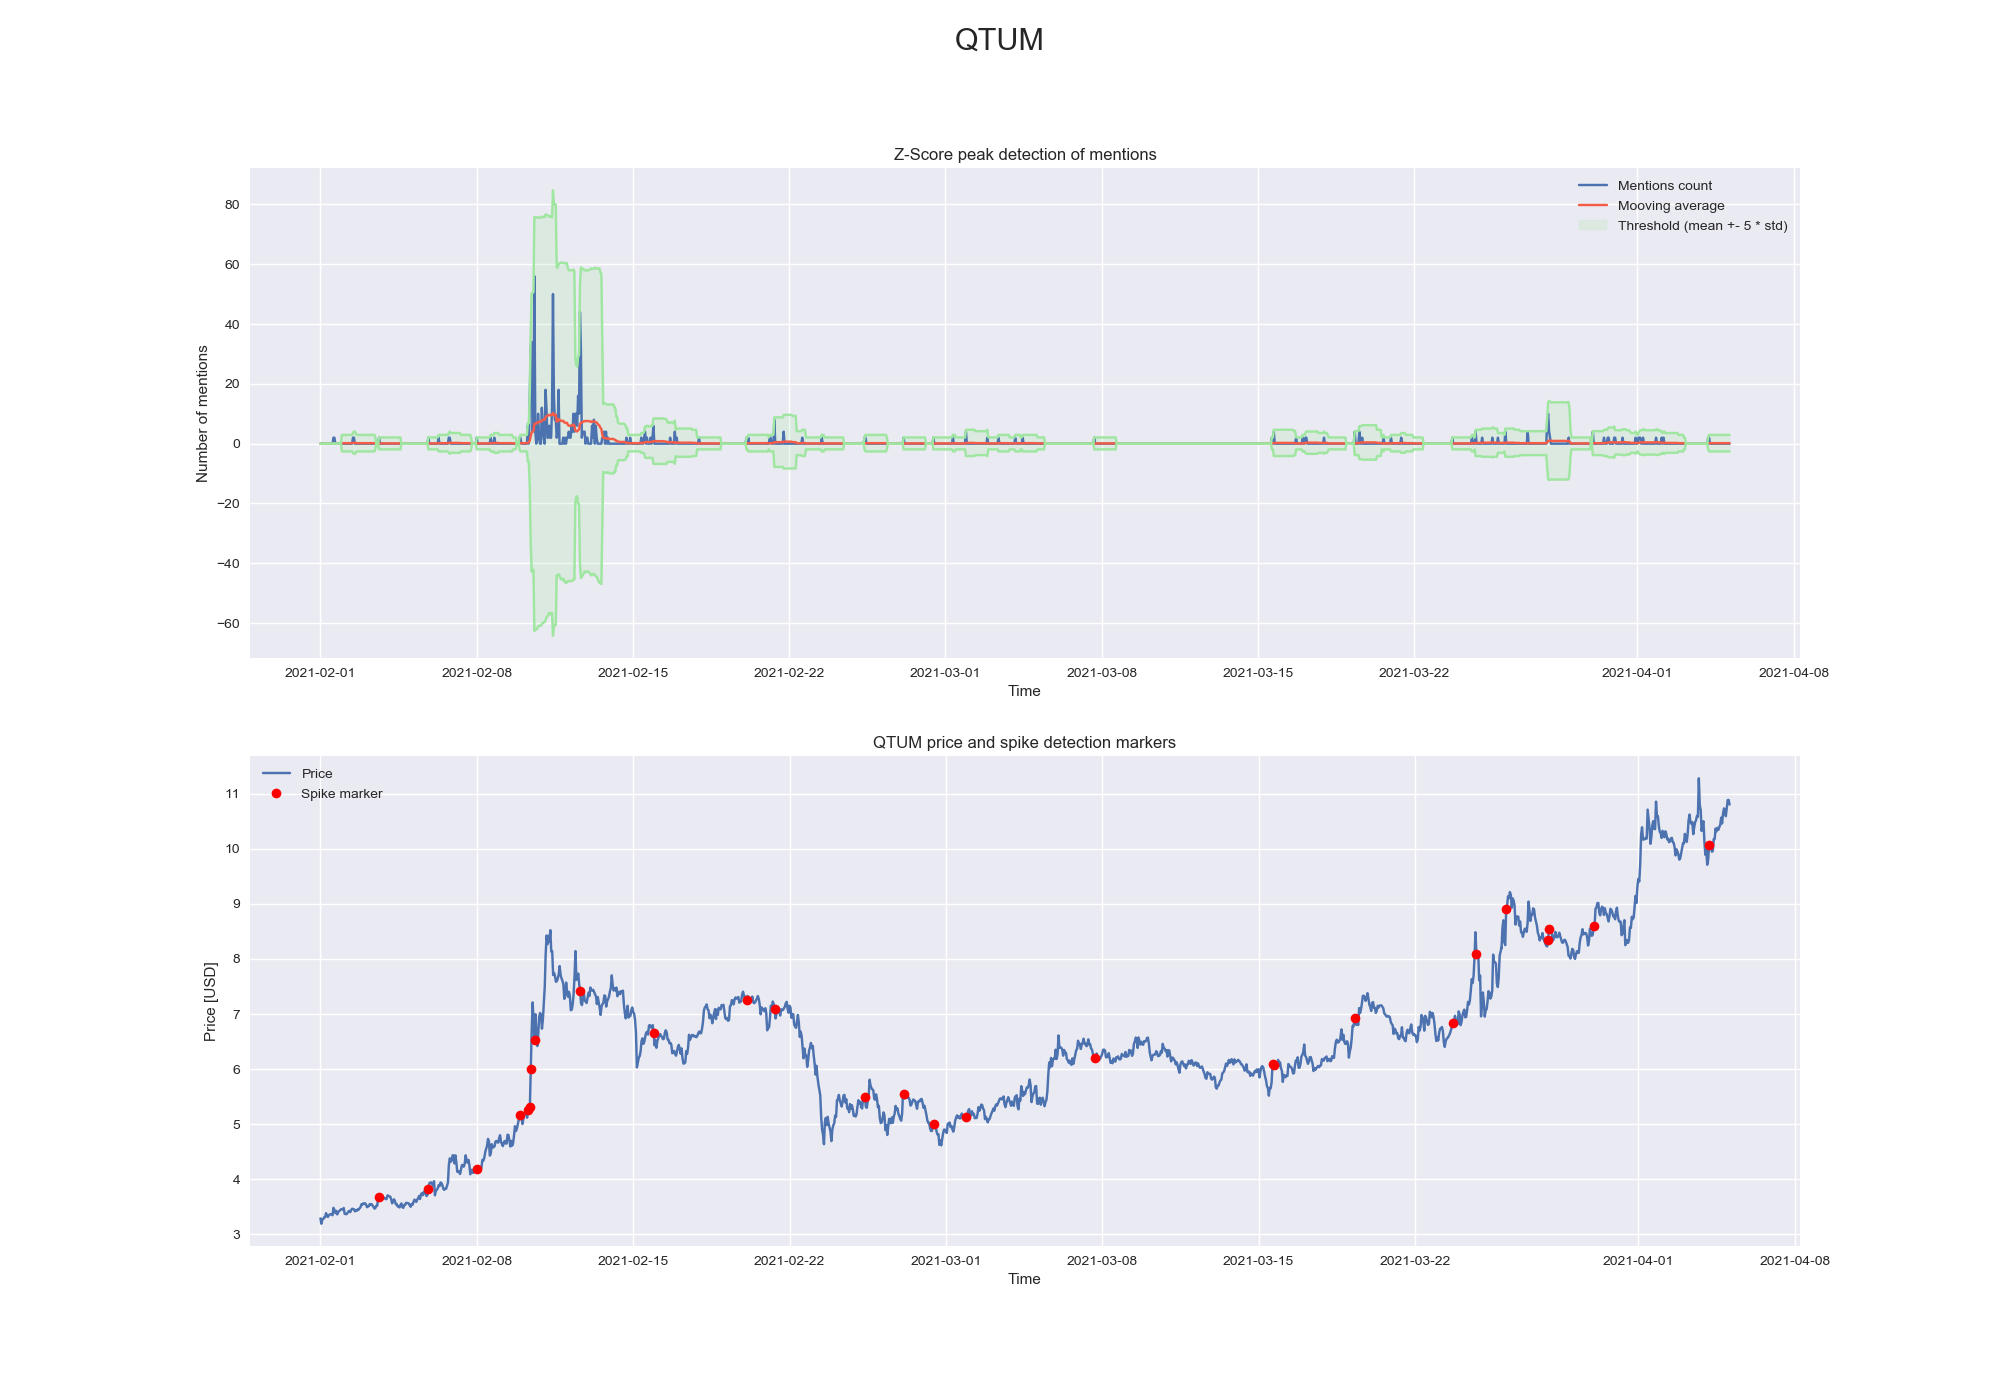 QTUM
Z-Score peak detection of mentions
Mentions count
Mooving average
Threshold (mean +- 5 * std)
Number of mentions
80
60
40
20
0
−20
−40
−60
2021-02-01 2021-02-08 2021-02-15 2021-02-22 2021-03-01 2021-03-08 2021-03-15 2021-03-22 2021-04-01 2021-04-08
Time
QTUM price and spike detection markers
Price
Spike marker
Price [USD]
11
10
9
8
7
6
5
4
3
2021-02-01 2021-02-08 2021-02-15 2021-02-22 2021-03-01 2021-03-08 2021-03-15 2021-03-22 2021-04-01 2021-04-08
Time